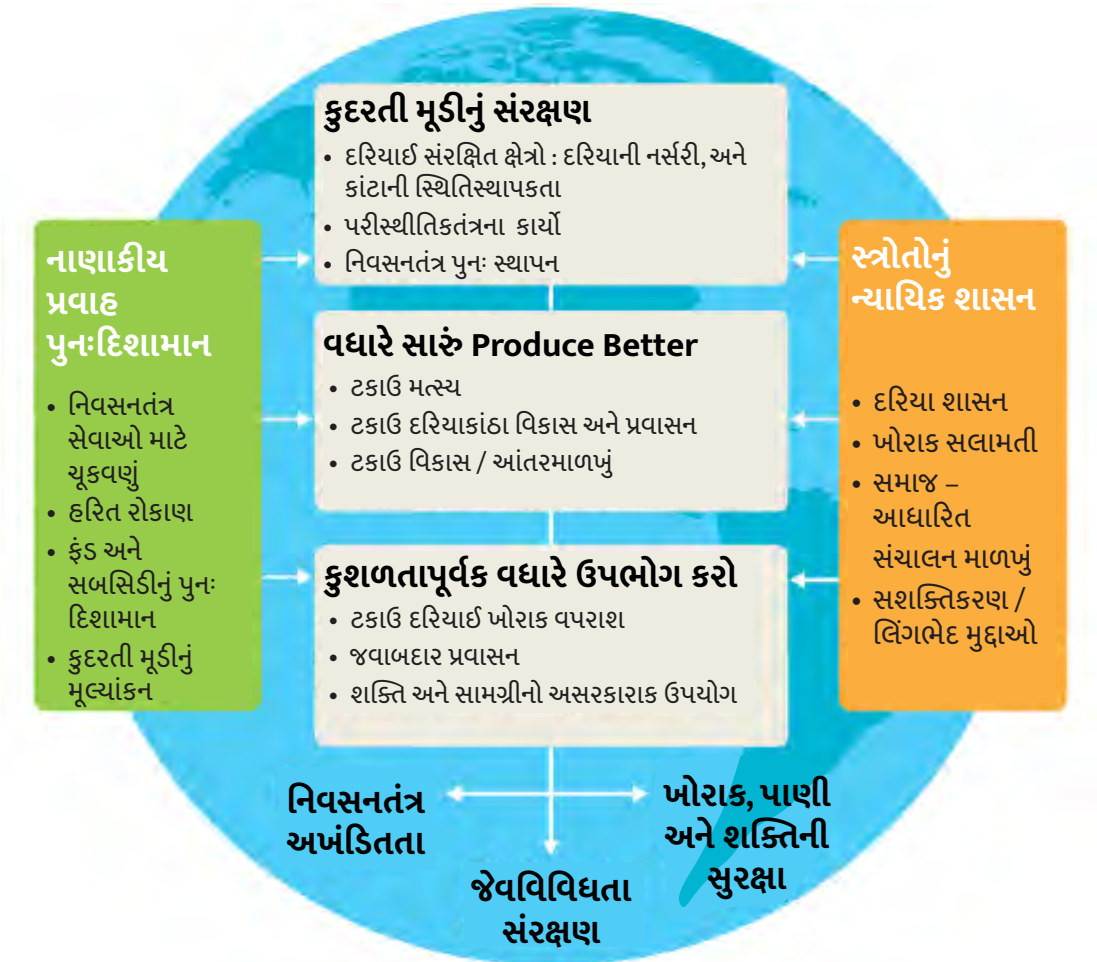 કુદરતી મૂડીનું સંરક્ષણ
• દરિયાઈ સંરક્ષિત ક્ષેત્રો : દરિયાની નર્સરી, અને
કાંટાની સ્થિતિસ્થાપકતા
• પરીસ્થીતિકતંત્રના કાર્યો
• નિવસનતંત્ર પુનઃ સ્થાપન
નાણાકીય
પ્રવાહ
પુનઃદિશામાન
• નિવસનતંત્ર
સેવાઓ માટે
ચૂકવણું
• હરિત રોકાણ
• ફંડ અને
સબસિડીનું પુનઃ
દિશામાન
• કુદરતી મૂડીનું
મૂલ્યાંકન
વધારે સારું Produce Better
• ટકાઉ મત્સ્ય
• ટકાઉ દરિયાકાંઠા વિકાસ અને પ્રવાસન
• ટકાઉ વિકાસ / આંતરમાળખું
કુશળતાપૂર્વક વધારે ઉપભોગ કરો
• ટકાઉ દરિયાઈ ખોરાક વપરાશ
• જવાબદાર પ્રવાસન
• શક્તિ અને સામગ્રીનો અસરકારાક ઉપયોગ
સ્ત્રોતોનું
ન્યાયિક શાસન
• દરિયા શાસન
• ખોરાક સલામતી
• સમાજ –
આધારિત
સંચાલન માળખું
• સશક્તિકરણ /
લિંગભેદ મુદ્દાઓ
નિવસનતંત્ર
અખંડિતતા
જેવવિવિધતા
સંરક્ષણ
ખોરાક, પાણી
અને શક્તિની
સુરક્ષા